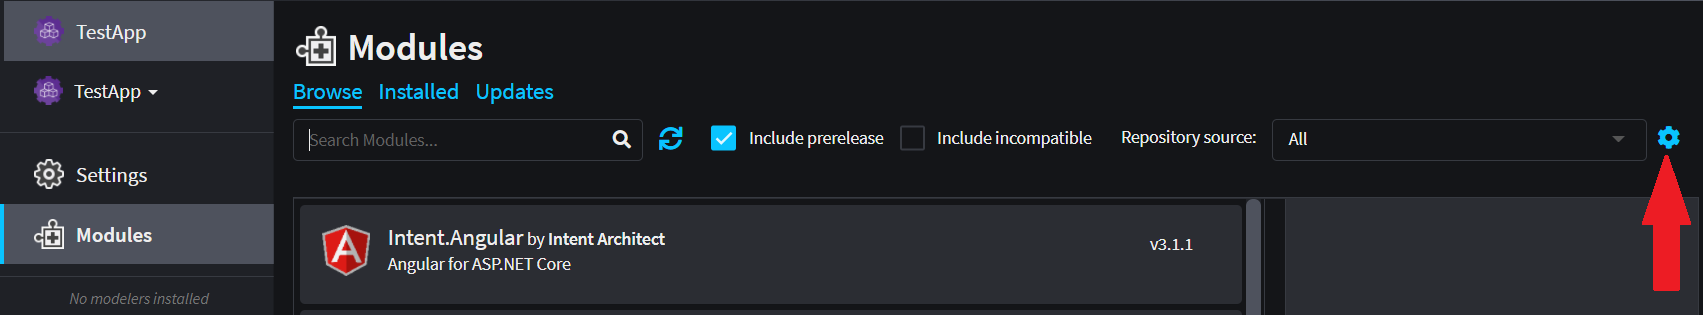 TestApp
TestApp
Settings
Modules
No modelers installed
Modules
Browse Installed Updates
Search Modules...
Include prerelease
Include incompatible
Repository source:
All
Intent.Angular by Intent Architect
v3.1.1
Angular for ASP.NET Core